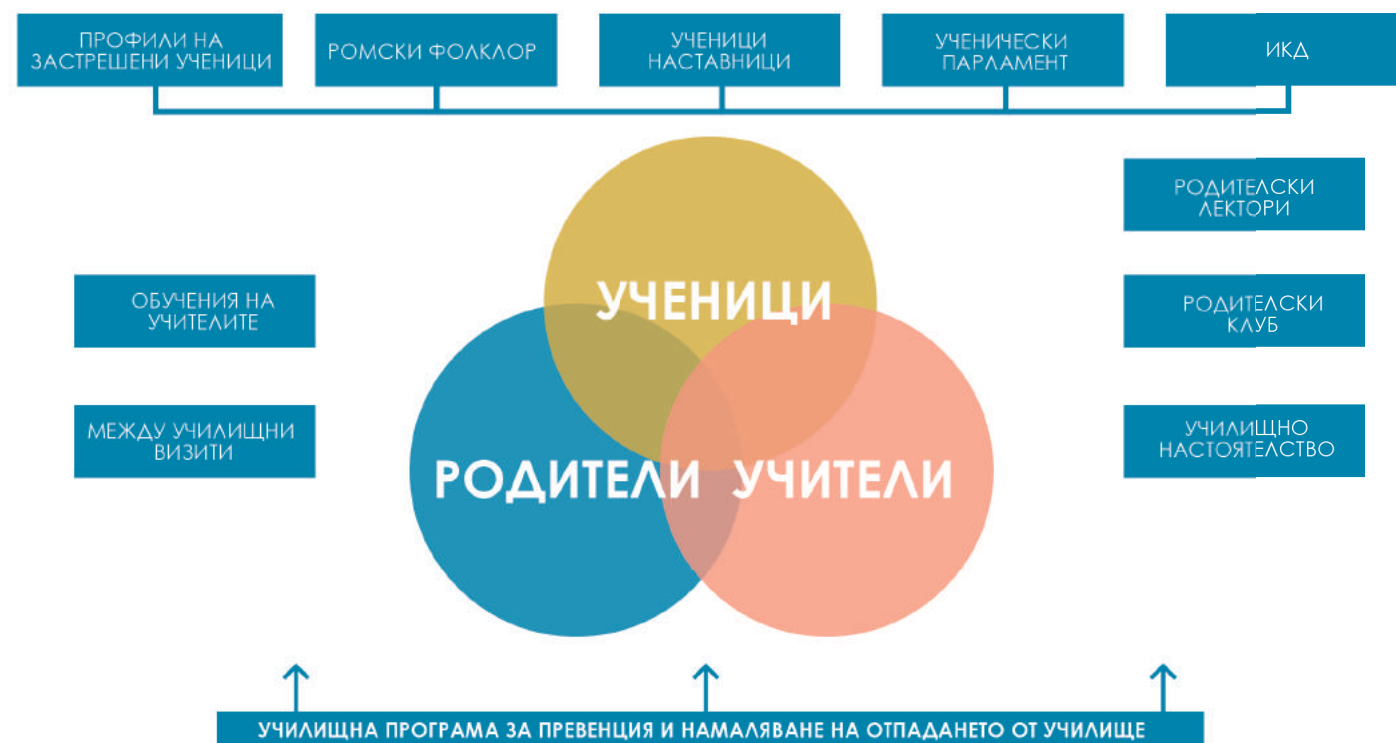 ПРОФИЛИ НА
ЗАСТРЕШЕНИ УЧЕНИЦИ
РОМСКИ ФОЛКЛОР
УЧЕНИЦИ
НАСТАВНИЦИ
УЧЕНИЧЕСКИ
ПАРЛАМЕНТ
ИКД
РОДИТЕЛСКИ
ЛЕКТОРИ
ОБУЧЕНИЯ НА
УЧИТЕЛИТЕ
УЧЕНИЦИ
РОДИТЕЛСКИ
КЛУБ
МЕЖДУ УЧИЛИЩНИ
ВИЗИТИ
РОДИТЕЛИ
УЧИТЕЛИ
УЧИЛИЩНО
НАСТОЯТЕЛСТВО
УЧИЛИЩНА ПРОГРАМА ЗА ПРЕВЕНЦИЯ И НАМАЛЯВАНЕ НА ОТПАДАНЕТО ОТ УЧИЛИЩЕ